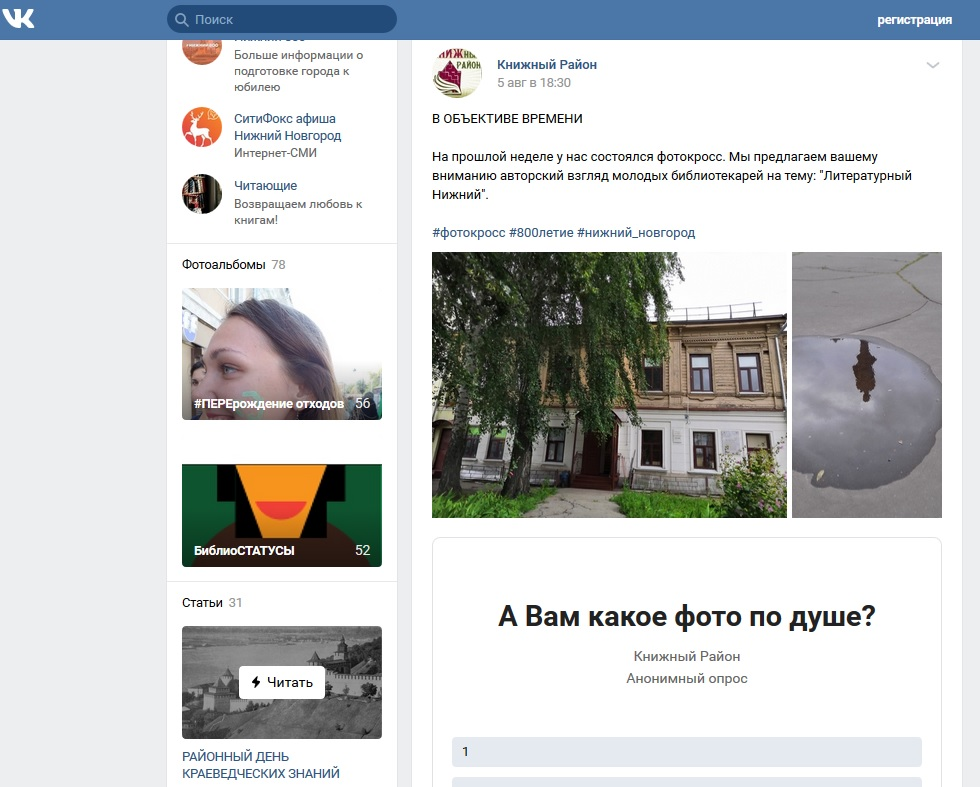 Поиск
регистрация
Больше информации о
подготовке города к
юбилею
СитиФокс афиша
Нижний Новгород
Интернет-СМИ
Читающие
Возвращаем любовь к
книгам!
Фотоальбомы 78
#ПЕРЕрождение отходов 56
БиблиоСТАТУСЫ 52
Статьи 31
Читать
РАЙОННЫЙ ДЕНЬ
КРАЕВЕДЧЕСКИХ ЗНАНИЙ
Книжный Район
5 авг в 18:30
В ОБЪЕКТИВЕ ВРЕМЕНИ
На прошлой неделе у нас состоялся фотокросс. Мы предлагаем вашему
вниманию авторский взгляд молодых библиотекарей на тему: "Литературный
Нижний".
#фотокросс #800летие #нижний_новгород
А Вам какое фото по душе?
Книжный Район
Анонимный опрос
1